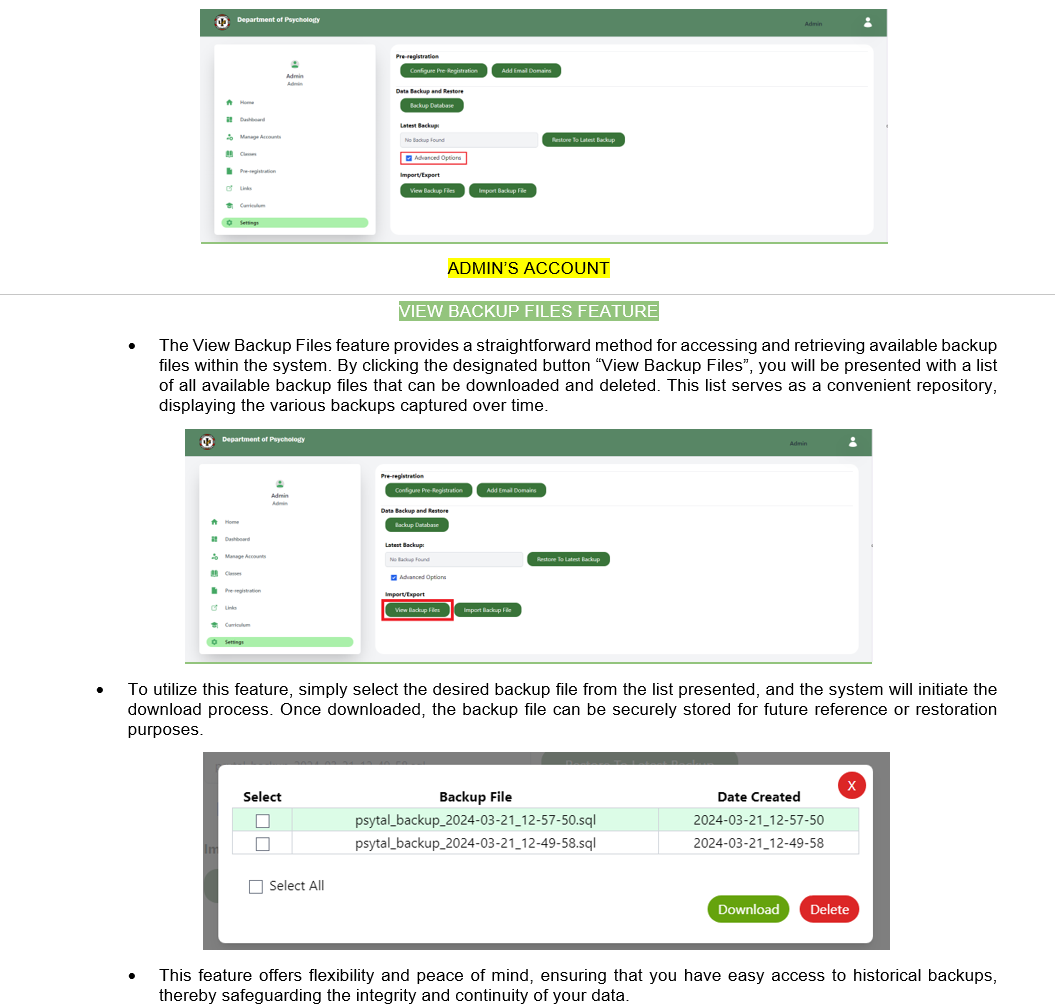 Department of Psychology
Admin
Admin
Admin
Home
Dashboard
Manage Accounts
Classes
Pre-registration
Links
Curriculum
Settings
Pre-registration
Configure Pre-Registration Add Email Domains
Data Backup and Restore
Backup Database
Latest Backup:
No Backup Found Restore To Latest Backup
Advanced Options
Import/Export
View Backup Files Import Backup File
ADMIN’S ACCOUNT
VIEW BACKUP FILES FEATURE
• The View Backup Files feature provides a straightforward method for accessing and retrieving available backup
files within the system. By clicking the designated button “View Backup Files”, you will be presented with a list
of all available backup files that can be downloaded and deleted. This list serves as a convenient repository,
displaying the various backups captured over time.
Department of Psychology
Admin
Admin
Admin
Home
Dashboard
Manage Accounts
Classes
Pre-registration
Links
Curriculum
Settings
Pre-registration
Configure Pre-Registration Add Email Domains
Data Backup and Restore
Backup Database
Latest Backup:
No Backup Found Restore To Latest Backup
Advanced Options
Import/Export
View Backup Files Import Backup File
• To utilize this feature, simply select the desired backup file from the list presented, and the system will initiate the
download process. Once downloaded, the backup file can be securely stored for future reference or restoration
purposes.
X
Select Backup File Date Created
psytal_backup_2024-03-21_12-57-50.sql 2024-03-21_12-57-50
psytal_backup_2024-03-21_12-49-58.sql 2024-03-21_12-49-58
Select All
Download Delete
• This feature offers flexibility and peace of mind, ensuring that you have easy access to historical backups,
thereby safeguarding the integrity and continuity of your data.